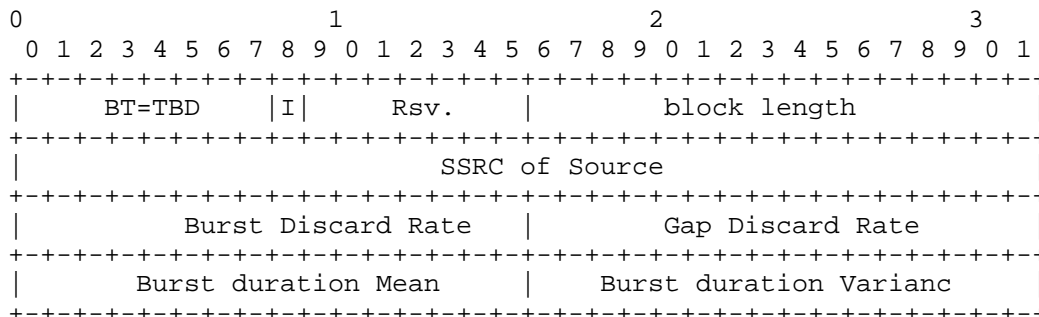 0                   1                   2                   3
 0 1 2 3 4 5 6 7 8 9 0 1 2 3 4 5 6 7 8 9 0 1 2 3 4 5 6 7 8 9 0 1
+-+-+-+-+-+-+-+-+-+-+-+-+-+-+-+-+-+-+-+-+-+-+-+-+-+-+-+-+-+-+-+--
|     BT=TBD    |I|    Rsv.     |         block length          |
+-+-+-+-+-+-+-+-+-+-+-+-+-+-+-+-+-+-+-+-+-+-+-+-+-+-+-+-+-+-+-+--
|                          SSRC of Source                       |
+-+-+-+-+-+-+-+-+-+-+-+-+-+-+-+-+-+-+-+-+-+-+-+-+-+-+-+-+-+-+-+--
|          Burst Discard Rate   |        Gap Discard Rate       |
+-+-+-+-+-+-+-+-+-+-+-+-+-+-+-+-+-+-+-+-+-+-+-+-+-+-+-+-+-+-+-+--
|       Burst duration Mean     |    Burst duration Varianc     |
+-+-+-+-+-+-+-+-+-+-+-+-+-+-+-+-+-+-+-+-+-+-+-+-+-+-+-+-+-+-+-+--